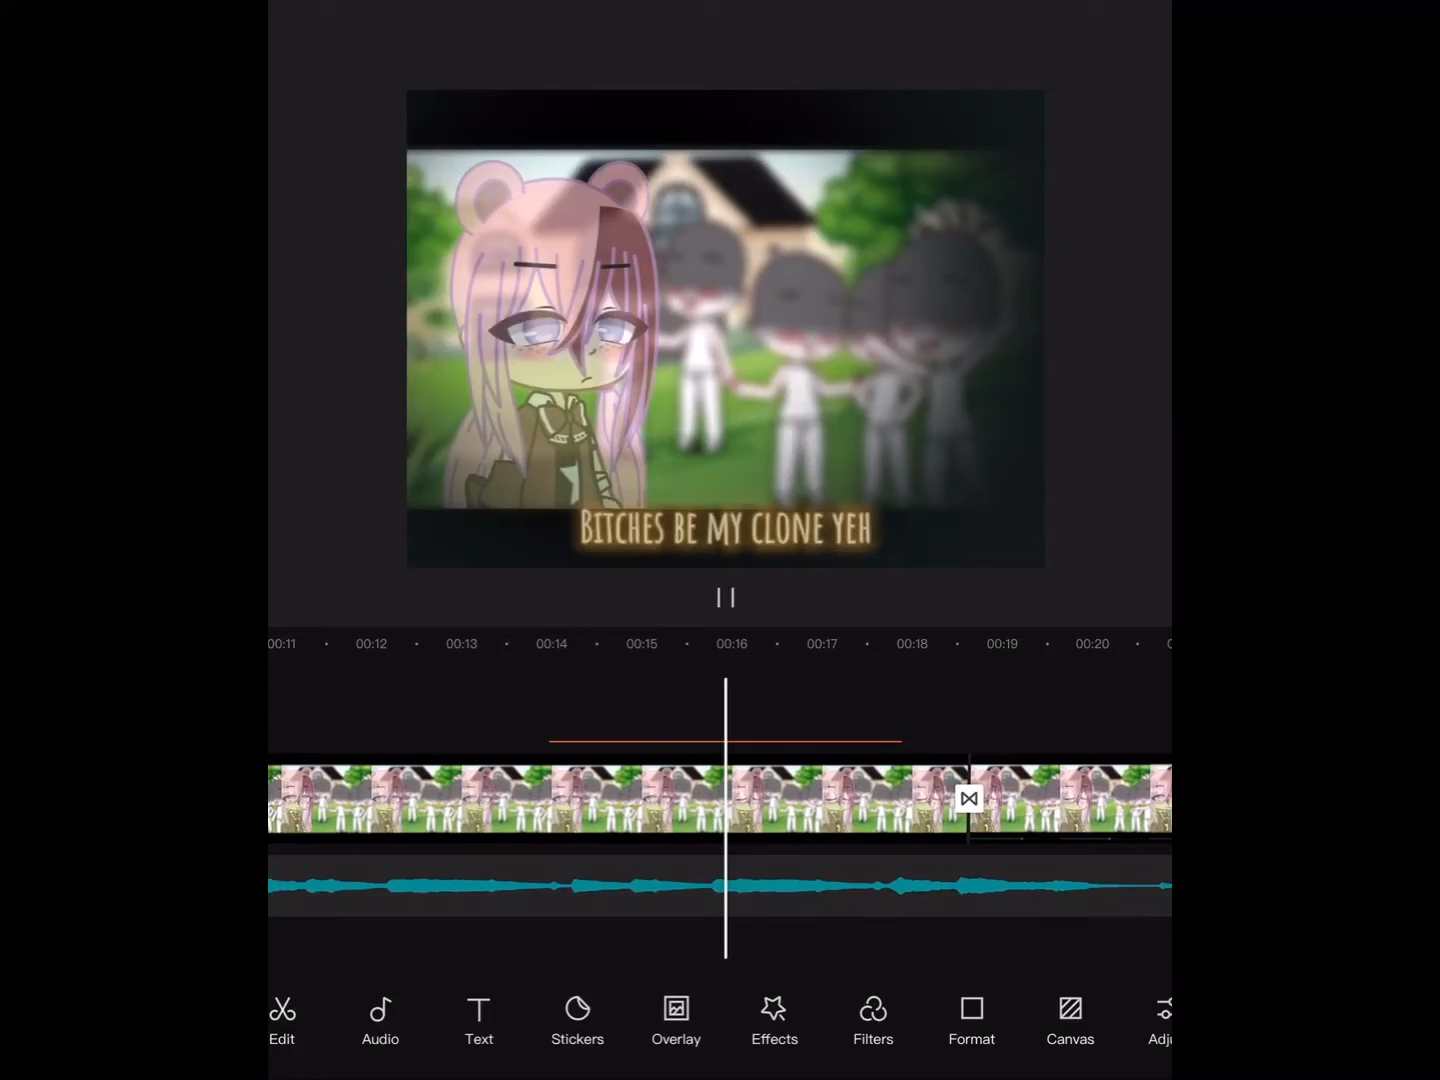 BITCHES BE MY CLONE YEH
00:11 00:12 00:13 00:14 00:15 00:16 00:17 00:18 00:19 00:20
Edit Audio Text Stickers Overlay Effects Filters Format Canvas